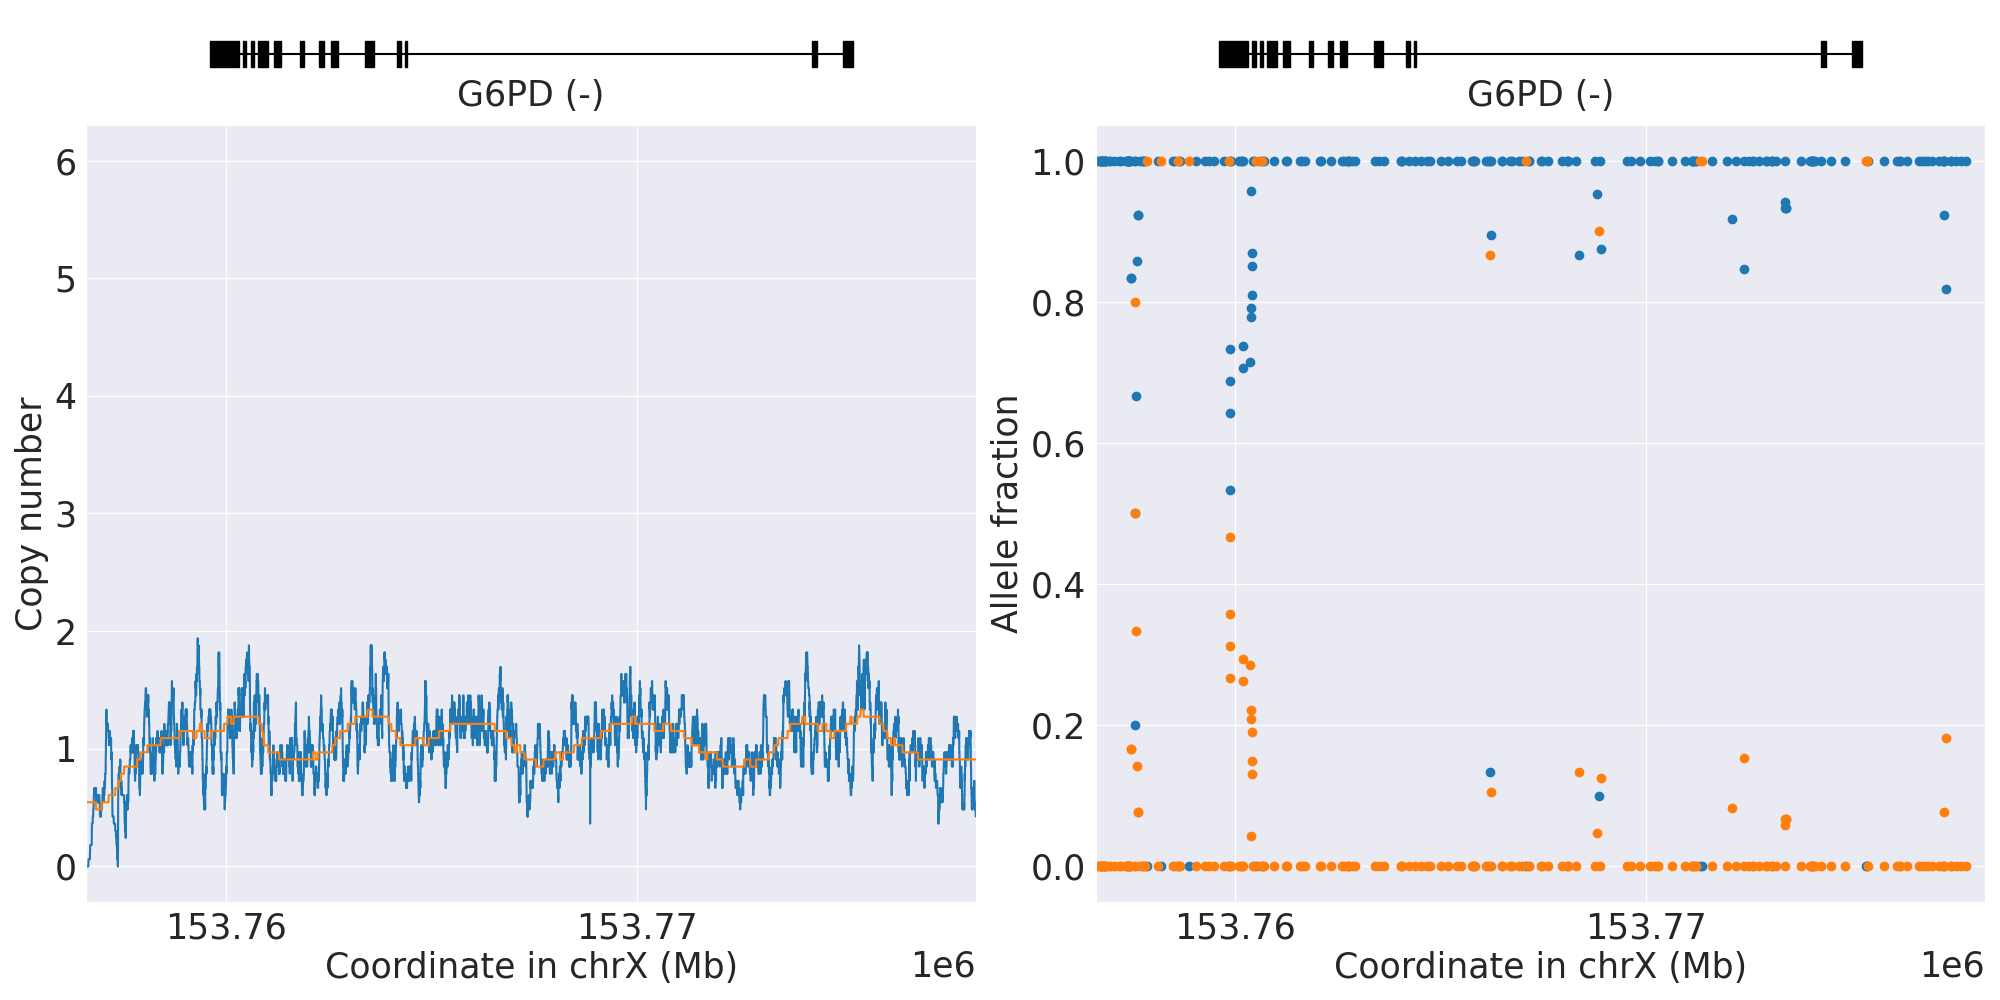 G6PD (-)
6
5
4
3
2
1
0
Copy number
153.76
153.77
Coordinate in chrX (Mb)
1e6
G6PD (-)
1.0
0.8
0.6
0.4
0.2
0.0
Allele fraction
153.76
153.77
Coordinate in chrX (Mb)
1e6